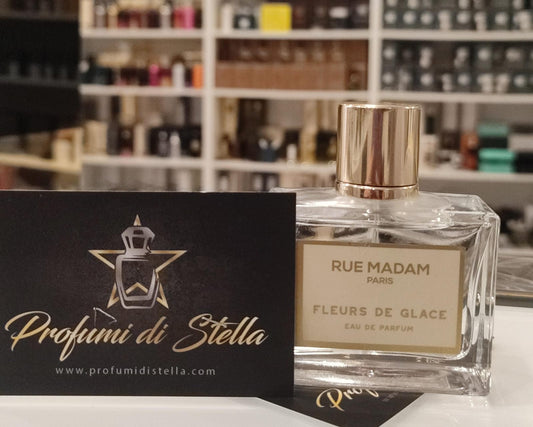 Profumi di Stella
www.profumidistella.com
RUE MADAM
PARIS
FLEURS DE GLACE
EAU DE PARFUM